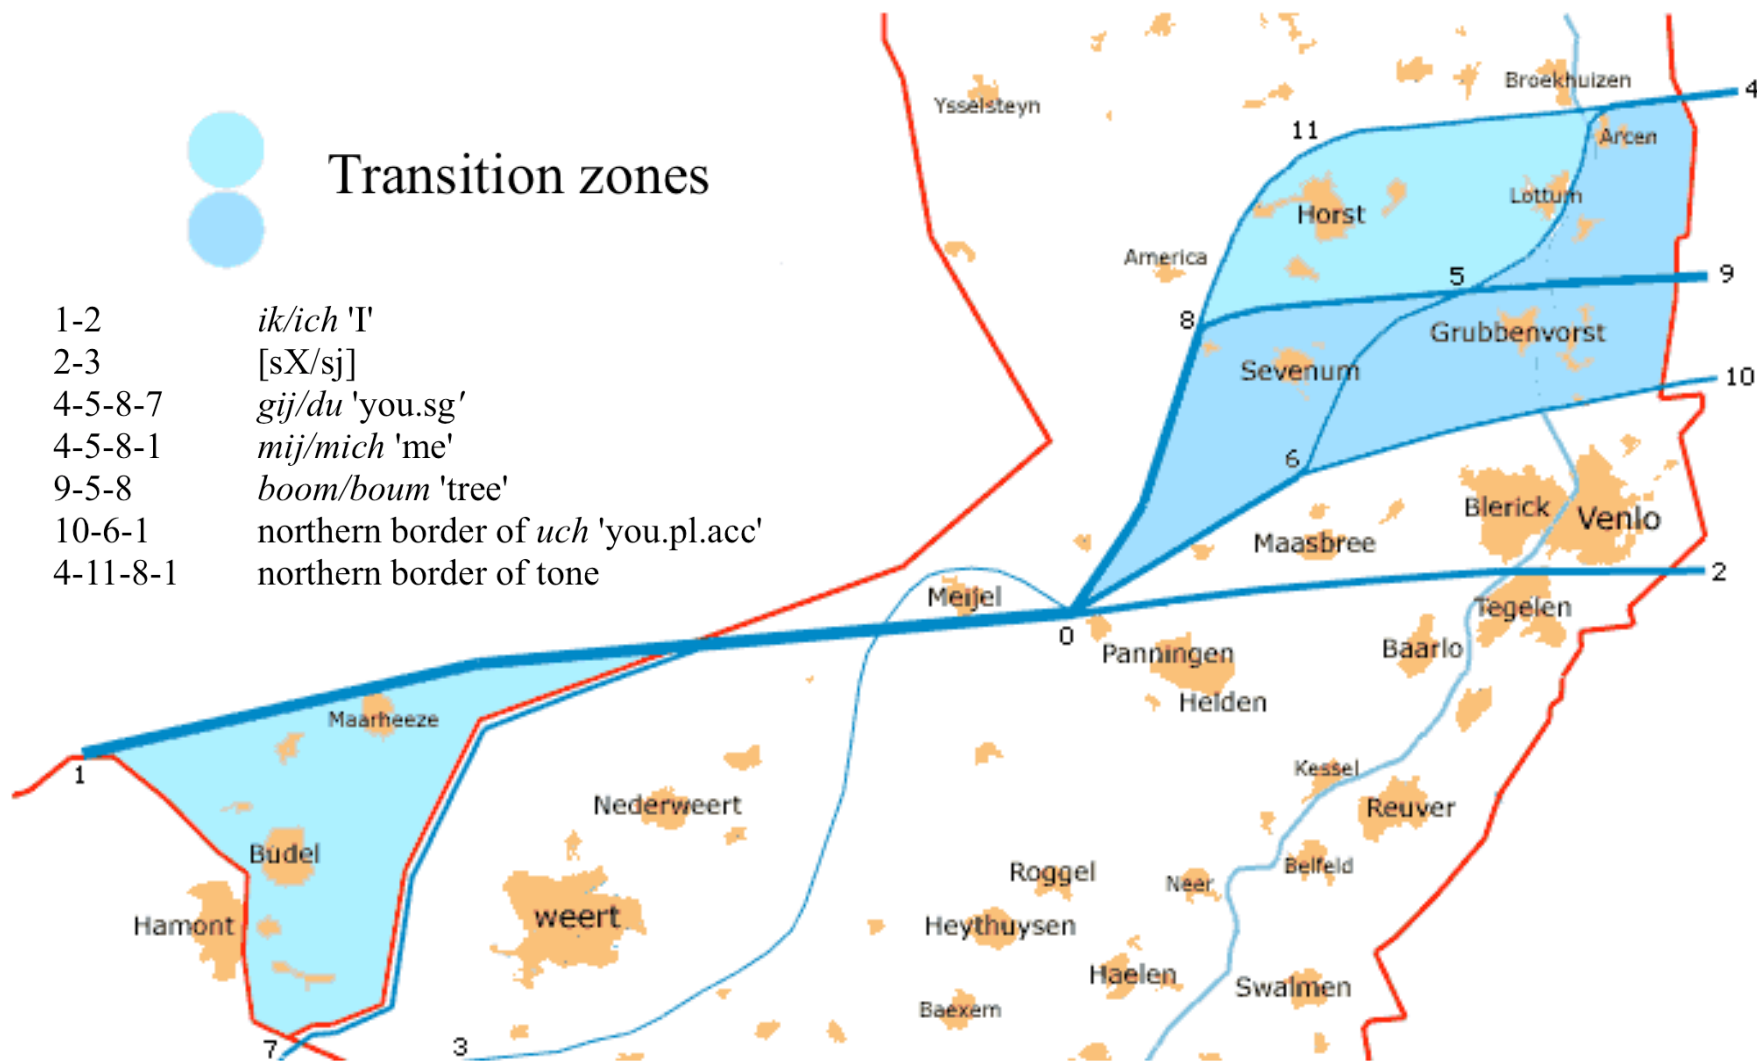 Transition zones
1-2 ik/ich 'I'
2-3 [sX/sj]
4-5-8-7 gij/du 'you.sg'
4-5-8-1 mij/mich 'me'
9-5-8 boom/boum 'tree'
10-6-1 northern border of uch 'you.pl.acc'
4-11-8-1 northern border of tone
Ysselsteyn
Broekhuizen
4
11
Arcen
Lottum
Horst
America
5
9
8
Grubbenvorst
Sevenum
10
6
Blerick
Venlo
Maasbree
2
Meijel
Tegelen
0
Panningen
Baarlo
Helden
Maarheeze
1
Kessel
Nederweert
Reuver
Budel
Belfeld
Roggel
Neer
weert
Hamont
Heythuysen
Haelen
Swalmen
Baexem
7
3